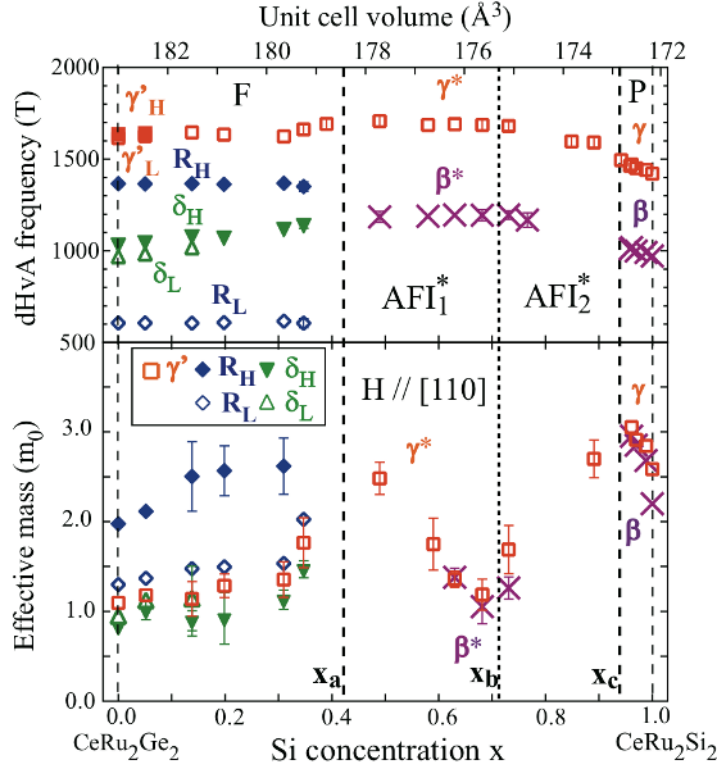 Unit cell volume (Å³)
182 180 178 176 174 172
dHvA frequency (T)
2000
1500
1000
500
F
P
γ'H
γ'L
RH
δH
δL
RL
γ*
β*
γ
β
AFI1*
AFI2*
Effective mass (m0)
3.0
2.0
1.0
0.0
γ' RH δH
RL δL
H // [110]
γ*
β*
γ
β
xa
xb
xc
0.0 0.2 0.4 0.6 0.8 1.0
CeRu2Ge2
Si concentration x
CeRu2Si2